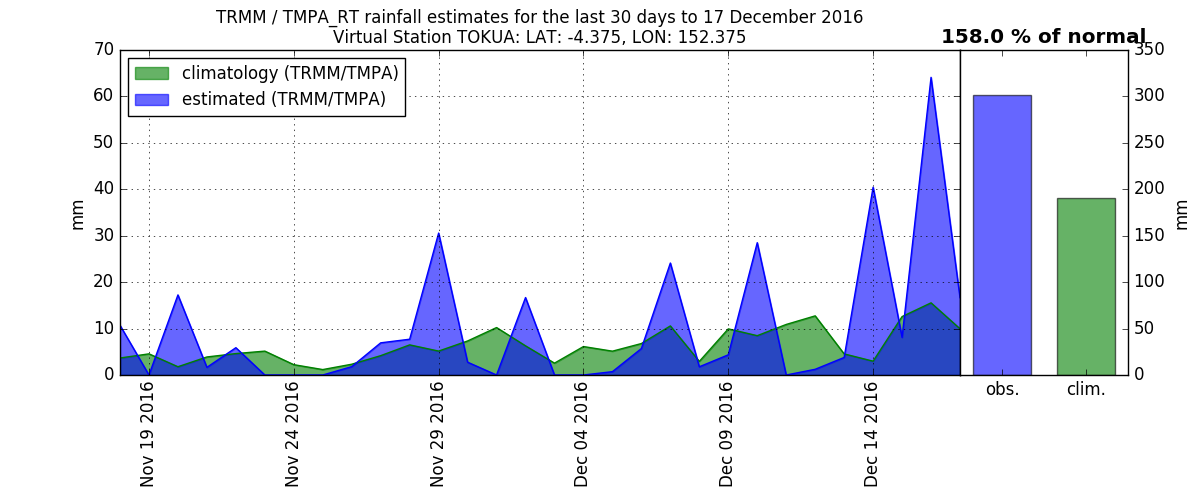 TRMM / TMPA_RT rainfall estimates for the last 30 days to 17 December 2016
Virtual Station TOKUA: LAT: -4.375, LON: 152.375
158.0 % of normal
climatology (TRMM/TMPA)
estimated (TRMM/TMPA)
mm
70
60
50
40
30
20
10
0
Nov 19 2016
Nov 24 2016
Nov 29 2016
Dec 04 2016
Dec 09 2016
Dec 14 2016
obs.
clim.
350
300
250
200
150
100
50
0
mm